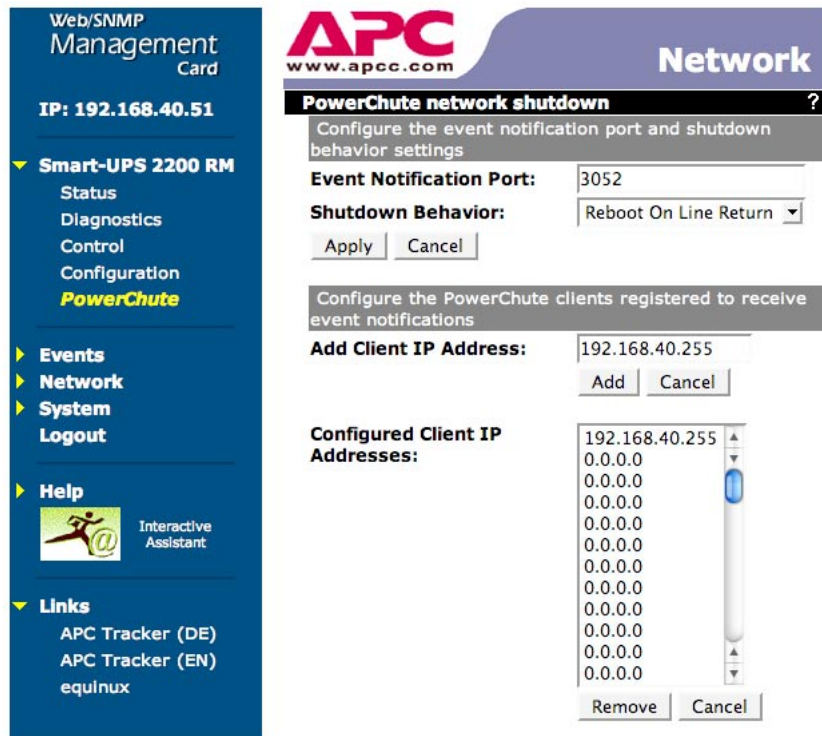 Web/SNMP
Management
Card
IP: 192.168.40.51
Smart-UPS 2200 RM
Status
Diagnostics
Control
Configuration
PowerChute
Events
Network
System
Logout
Help
@
Interactive
Assistant
Links
APC Tracker (DE)
APC Tracker (EN)
equinux
APC
www.apcc.com
Network
PowerChute network shutdown ?
Configure the event notification port and shutdown
behavior settings
Event Notification Port: 3052
Shutdown Behavior: Reboot On Line Return
Apply Cancel
Configure the PowerChute clients registered to receive
event notifications
Add Client IP Address: 192.168.40.255
Add Cancel
Configured Client IP
Addresses:
192.168.40.255
0.0.0.0
0.0.0.0
0.0.0.0
0.0.0.0
0.0.0.0
0.0.0.0
0.0.0.0
0.0.0.0
0.0.0.0
0.0.0.0
0.0.0.0
Remove Cancel